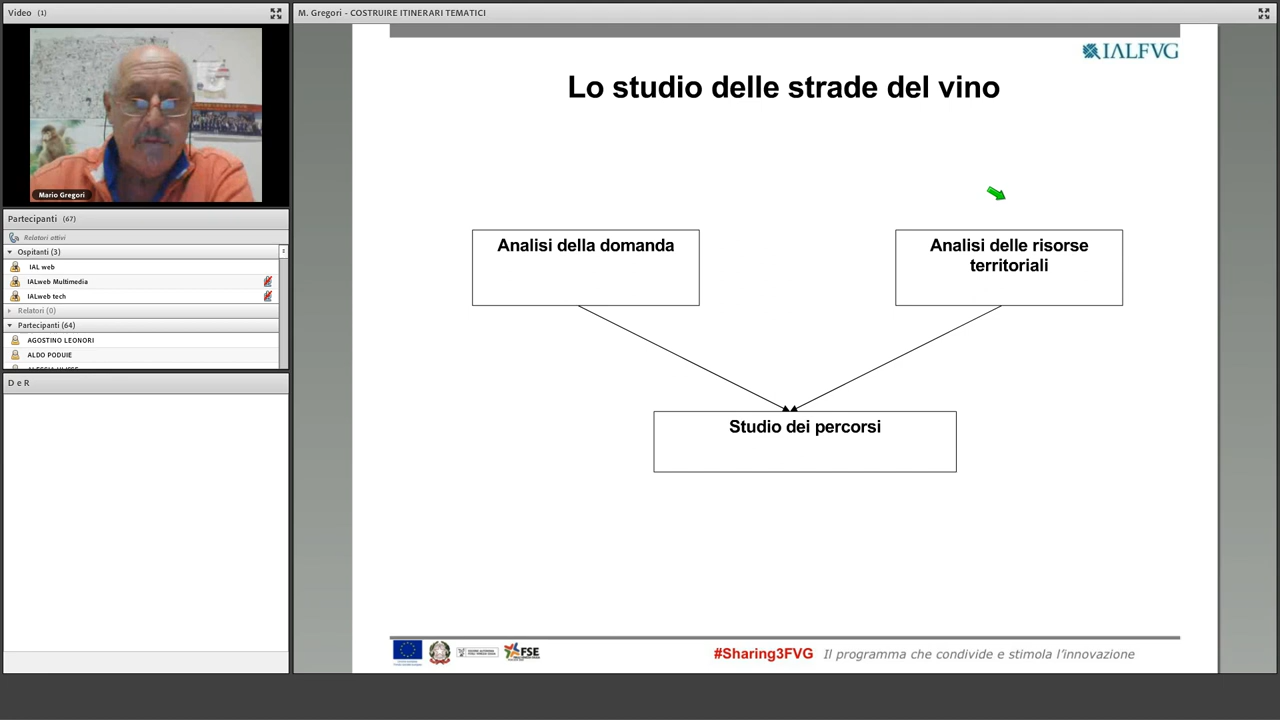 Video (1)
Mario Gregori
Partecipanti (67)
Relatori attivi
Ospitanti (3)
IAL web
IALweb Multimedia
IALweb tech
Relatori (0)
Partecipanti (64)
AGOSTINO LEONORI
ALDO PODUIE
D e R
M. Gregori - COSTRUIRE ITINERARI TEMATICI
IALFVG
Lo studio delle strade del vino
Analisi della domanda
Analisi delle risorse
territoriali
Studio dei percorsi
FSE
#Sharing3FVG Il programma che condivide e stimola l'innovazione